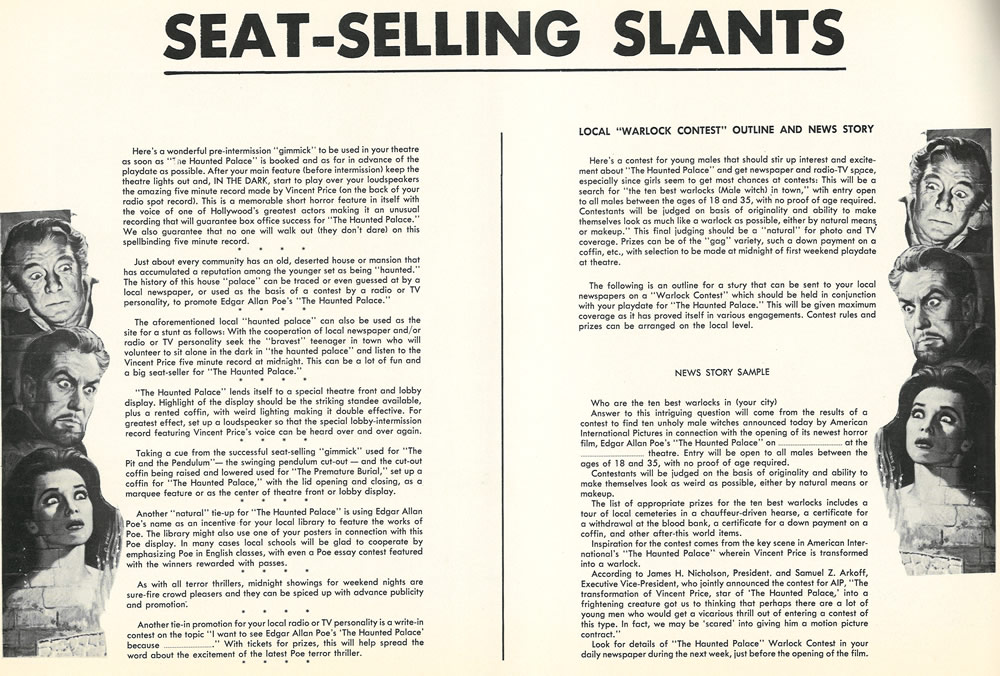 SEAT-SELLING SLANTS
Here's a wonderful pre-intermission "gimmick" to be used in your theatre
as soon as "The Haunted Palace" is booked and as far in advance of the
playdate as possible. After your main feature (before intermission) keep the
theatre lights out and, IN THE DARK, start to play over your loudspeakers
the amazing five minute record made by Vincent Price (on the back of your
radio spot record). This is a memorable short horror feature in itself with
the voice of one of Hollywood's greatest actors making it an unusual
recording that will guarantee box office success for "The Haunted Palace."
We also guarantee that no one will walk out (they don't dare) on this
spellbinding five minute record.
* * * *
Just about every community has an old, deserted house or mansion that
has accumulated a reputation among the younger set as being "haunted."
The history of this house "palace" can be traced or even guessed at by a
local newspaper, or used as the basis of a contest by a radio or TV
personality, to promote Edgar Allan Poe's "The Haunted Palace."
* * * *
The aforementioned local "haunted palace" can also be used as the
site for a stunt as follows: With the cooperation of local newspaper and/or
radio or TV personality seek the "bravest" teenager in town who will
volunteer to sit alone in the dark in "the haunted palace" and listen to the
Vincent Price five minute record at midnight. This can be a lot of fun and
a big seat-seller for "The Haunted Palace."
* * * *
"The Haunted Palace" lends itself to a special theatre front and lobby
display. Highlight of the display should be the striking standee available,
plus a rented coffin, with weird lighting making it double effective. For
greatest effect, set up a loudspeaker so that the special lobby-intermission
record featuring Vincent Price's voice can be heard over and over again.
* * * *
Taking a cue from the successful seat-selling "gimmick" used for "The
Pit and the Pendulum"— the swinging pendulum cut-out — and the cut-out
coffin being raised and lowered used for "The Premature Burial," set up a
coffin for "The Haunted Palace," with the lid opening and closing, as a
marquee feature or as the center of theatre front or lobby display.
* * * *
Another "natural" tie-up for "The Haunted Palace" is using Edgar Allan
Poe's name as an incentive for your local library to feature the works of
Poe. The library might also use one of your posters in connection with this
Poe display. In many cases local schools will be glad to cooperate by
emphasizing Poe in English classes, with even a Poe essay contest featured
with the winners rewarded with passes.
* * * *
As with all terror thrillers, midnight showings for weekend nights are
sure-fire crowd pleasers and they can be spiced up with advance publicity
and promotion.
* * * *
Another tie-in promotion for your local radio or TV personality is a write-in
contest on the topic "I want to see Edgar Allan Poe's 'The Haunted Palace'
because ..............." With tickets for prizes, this will help spread the
word about the excitement of the latest Poe terror thriller.
* * * *
LOCAL "WARLOCK CONTEST" OUTLINE AND NEWS STORY
Here's a contest for young males that should stir up interest and excite-
ment about "The Haunted Palace" and get newspaper and radio-TV space,
especially since girls seem to get most chances at contests: This will be a
search for "the ten best warlocks (Male witch) in town," wtih entry open
to all males between the ages of 18 and 35, with no proof of age required.
Contestants will be judged on basis of originality and ability to make
themselves look as much like a warlock as possible, either by natural means
or makeup." This final judging should be a "natural" for photo and TV
coverage. Prizes can be of the "gag" variety, such a down payment on a
coffin, etc., with selection to be made at midnight of first weekend playdate
at theatre.
The following is an outline for a story that can be sent to your local
newspapers on a "Warlock Contest" which should be held in conjunction
with your playdate for "The Haunted Palace." This will be given maximum
coverage as it has proved itself in various engagements. Contest rules and
prizes can be arranged on the local level.
NEWS STORY SAMPLE
Who are the ten best warlocks in (your city)
Answer to this intriguing question will come from the results of a
contest to find ten unholy male witches announced today by American
International Pictures in connection with the opening of its newest horror
film, Edgar Allan Poe's "The Haunted Palace" on ............... at the
............... theatre. Entry will be open to all males between the
ages of 18 and 35, with no proof of age required.
Contestants will be judged on the basis of originality and ability to
make themselves look as weird as possible, either by natural means or
makeup.
The list of appropriate prizes for the ten best warlocks includes a
tour of local cemeteries in a chauffeur-driven hearse, a certificate for
a withdrawal at the blood bank, a certificate for a down payment on a
coffin, and other after-this world items.
Inspiration for the contest comes from the key scene in American Inter-
national's "The Haunted Palace" wherein Vincent Price is transformed
into a warlock.
According to James H. Nicholson, President. and Samuel Z. Arkoff,
Executive Vice-President, who jointly announced the contest for AIP, "The
transformation of Vincent Price, star of 'The Haunted Palace,' into a
frightening creature got us to thinking that perhaps there are a lot of
young men who would get a vicarious thrill out of entering a contest of
this type. In fact, we may be 'scared' into giving him a motion picture
contract."
Look for details of "The Haunted Palace" Warlock Contest in your
daily newspaper during the next week, just before the opening of the film.